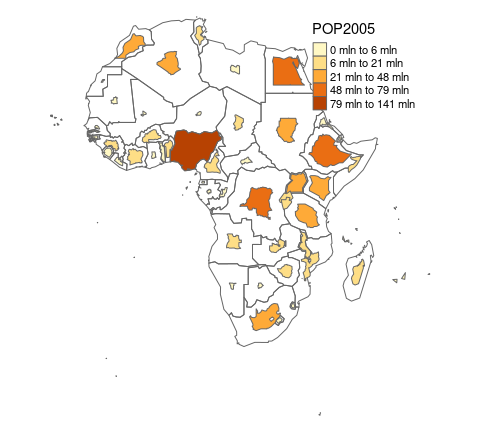 POP2005
0 mln to 6 mln
6 mln to 21 mln
21 mln to 48 mln
48 mln to 79 mln
79 mln to 141 mln